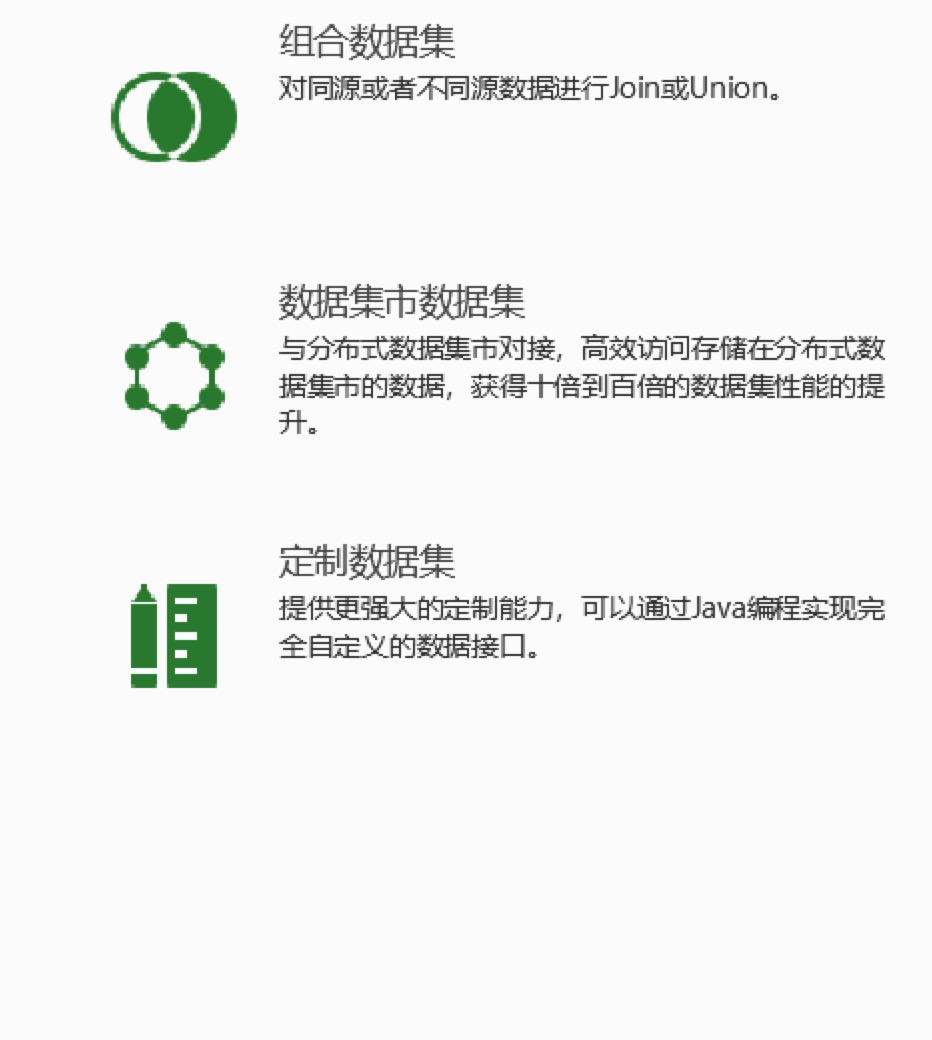 组合数据集
对同源或者不同源数据进行Join或Union。
数据集市数据集
与分布式数据集市对接，高效访问存储在分布式数
据集市的数据，获得十倍到百倍的数据集性能的提
升。
定制数据集
提供更强大的定制能力，可以通过Java编程实现完
全自定义的数据接口。